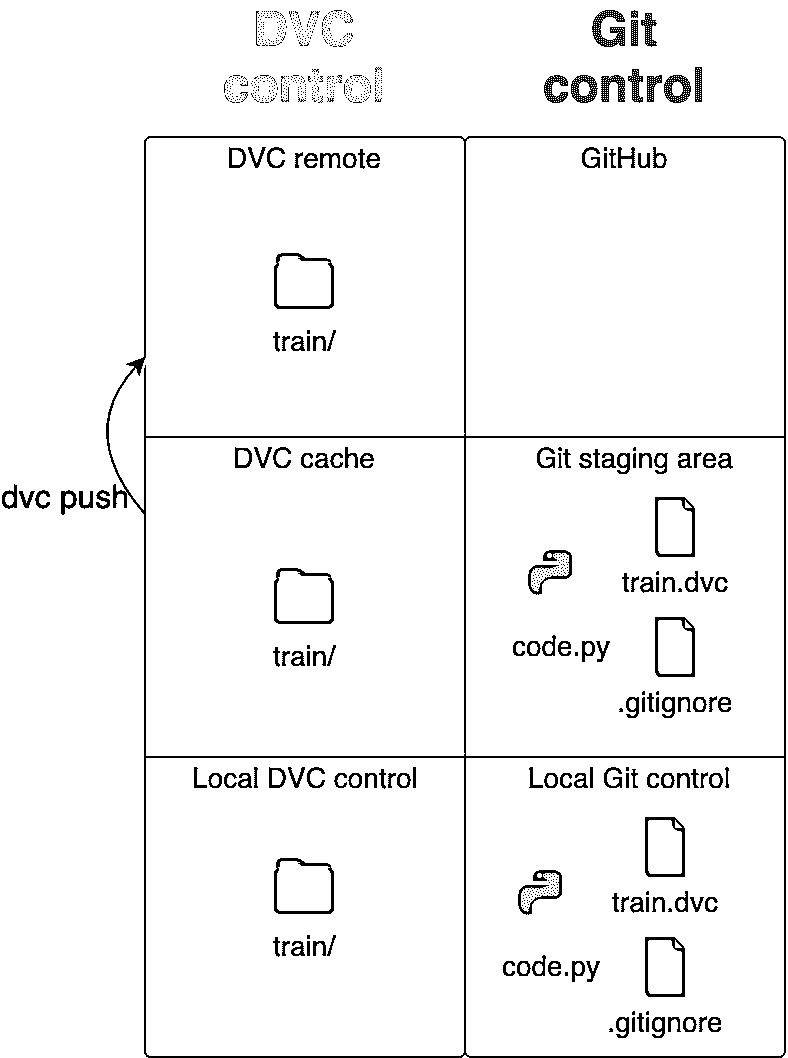 DVC
control
Git
control
DVC remote
GitHub
train/
dvc push
DVC cache
Git staging area
train/
train.dvc
code.py
.gitignore
Local DVC control
Local Git control
train/
train.dvc
code.py
.gitignore